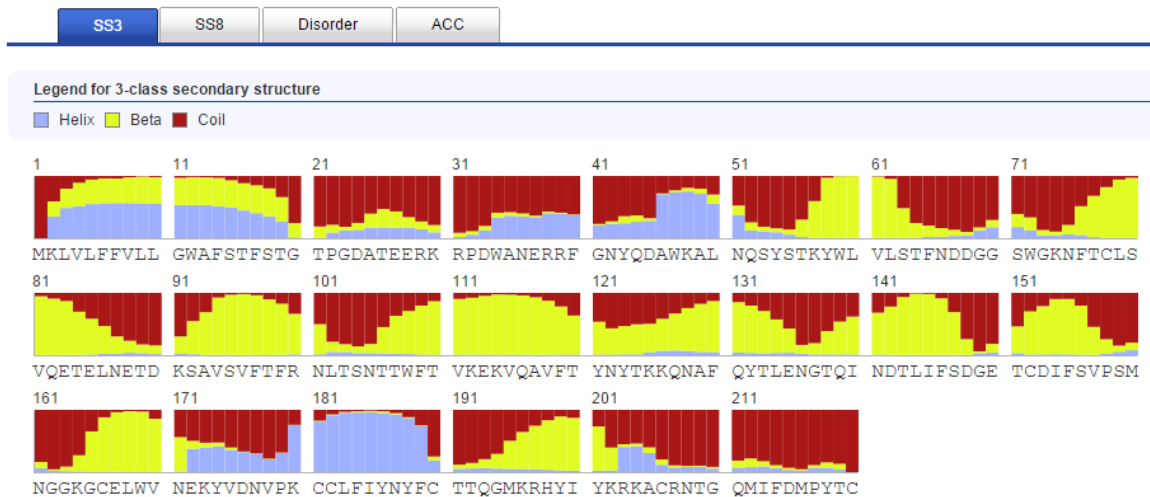 SS3 SS8 Disorder ACC
Legend for 3-class secondary structure
Helix Beta Coil
1 11 21 31 41 51 61 71
MKLVLFFVLL GWAFSTFSTG TPGDATEERK RPDWANERRF GNYQDAWKAL NQSYSTKYWL VLSTFNDDGG SWGKNFTCLS
81 91 101 111 121 131 141 151
VQETELNETD KSAVSVFTFR NLTSNTTWFT VKEKVQAVFT YNYTKKQNAF QYTLENGTQI NDTLIFSDGE TCDIFSVPSM
161 171 181 191 201 211
NGGKGCELWV NEKYVDNVPK CCLFIYNYFC TTQGMKRHYI YKRKACRNTG QMIFDMPYTC